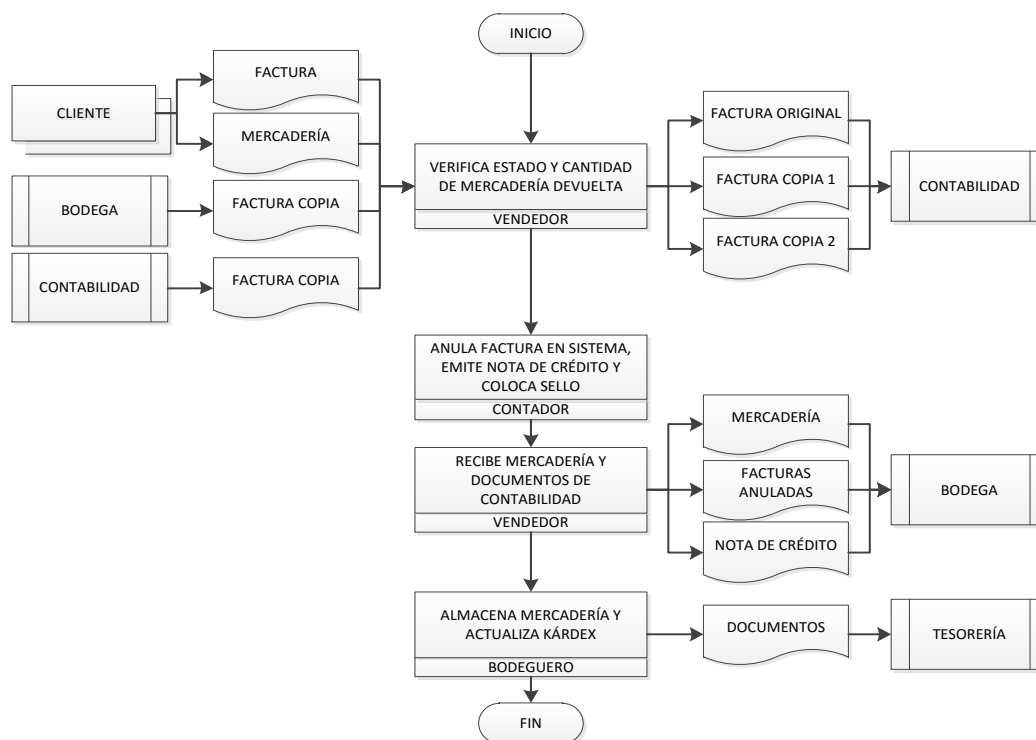 INICIO
CLIENTE
FACTURA
MERCADERÍA
BODEGA
FACTURA COPIA
CONTABILIDAD
FACTURA COPIA
VERIFICA ESTADO Y CANTIDAD
DE MERCADERÍA DEVUELTA
VENDEDOR
FACTURA ORIGINAL
FACTURA COPIA 1
FACTURA COPIA 2
CONTABILIDAD
ANULA FACTURA EN SISTEMA,
EMITE NOTA DE CRÉDITO Y
COLOCA SELLO
CONTADOR
RECIBE MERCADERÍA Y
DOCUMENTOS DE
CONTABILIDAD
VENDEDOR
MERCADERÍA
FACTURAS
ANULADAS
NOTA DE CRÉDITO
BODEGA
ALMACENA MERCADERÍA Y
ACTUALIZA KÁRDEX
BODEGUERO
DOCUMENTOS
TESORERÍA
FIN